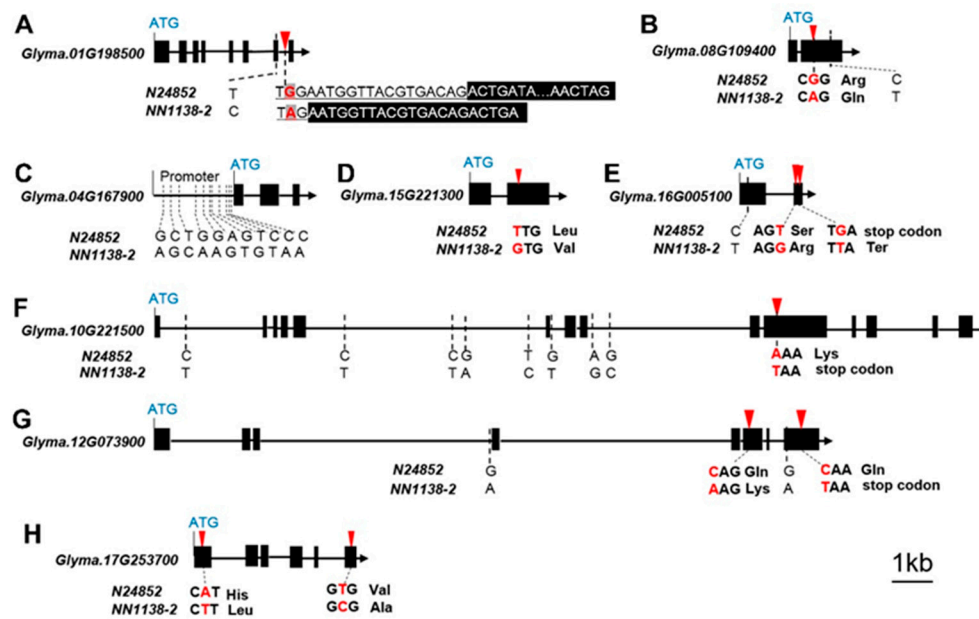 A
ATG
Glyma.01G198500
N24852 T TGGAATGGTTACGTGACAGACTGATA...AACTAG
NN1138-2 C TAGAATGGTTACGTGACAGACTGA
B
ATG
Glyma.08G109400
N24852 CGG Arg C
NN1138-2 CAG Gln T
C
Promoter ATG
Glyma.04G167900
N24852 GCTGGAGTCCC
NN1138-2 AGCAAGTGTAA
D
ATG
Glyma.15G221300
N24852 TTG Leu
NN1138-2 GTG Val
E
ATG
Glyma.16G005100
N24852 C AGT Ser TGA stop codon
NN1138-2 T AGG Arg TTA Ter
F
ATG
Glyma.10G221500
N24852 C C C G T G A G AAA Lys
NN1138-2 T T T A C T G C TAA stop codon
G
ATG
Glyma.12G073900
N24852 G CAG Gln G CAA Gln
NN1138-2 A AAG Lys A TAA stop codon
H
ATG
Glyma.17G253700
N24852 CAT His GTG Val
NN1138-2 CTT Leu GCG Ala
1kb